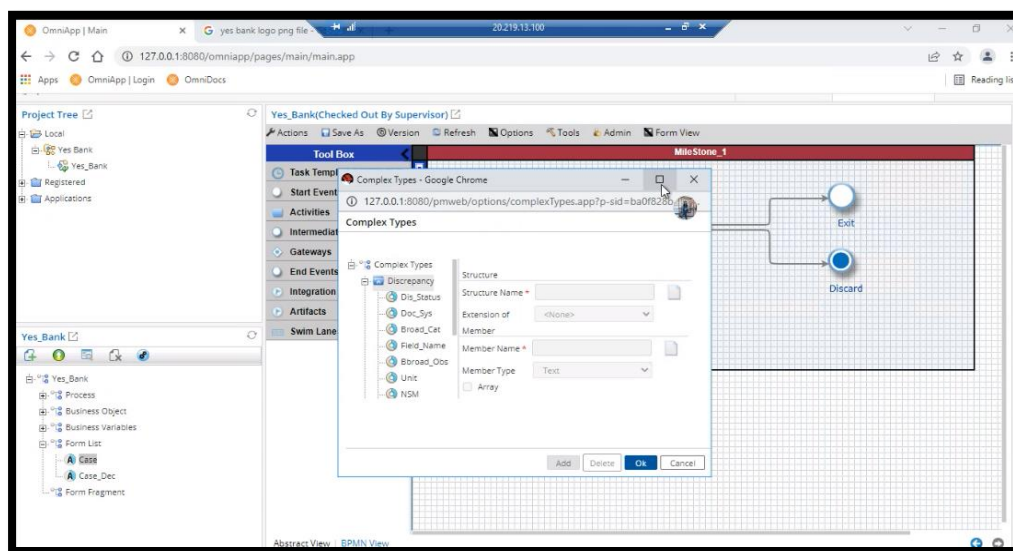 20.219.13.100
OmniApp | Main
yes bank logo png file -
127.0.0.1:8080/omniapp/pages/main/main.app
Apps
OmniApp | Login
OmniDocs
Reading lis
Project Tree
Local
Yes Bank
Yes_Bank
Registered
Applications
Yes_Bank(Checked Out By Supervisor)
Actions Save As Version Refresh Options Tools Admin Form View
Tool Box
Task Templ
Start Event
Activities
Intermediat
Gateways
End Events
Integration
Artifacts
Swim Lane
MileStone_1
Exit
Discard
Complex Types - Google Chrome
127.0.0.1:8080/pmweb/options/complexTypes.app?p-sid=ba0f828b
Complex Types
Complex Types
Discrepancy
Dis_Status
Doc_Sys
Broad_Cat
Field_Name
Bbroad_Obs
Unit
NSM
Structure
Structure Name *
Extension of <None>
Member
Member Name *
Member Type Text
Array
Add Delete Ok Cancel
Yes_Bank
Yes_Bank
Process
Business Object
Business Variables
Form List
Case
Case_Dec
Form Fragment
Abstract View BPMN View